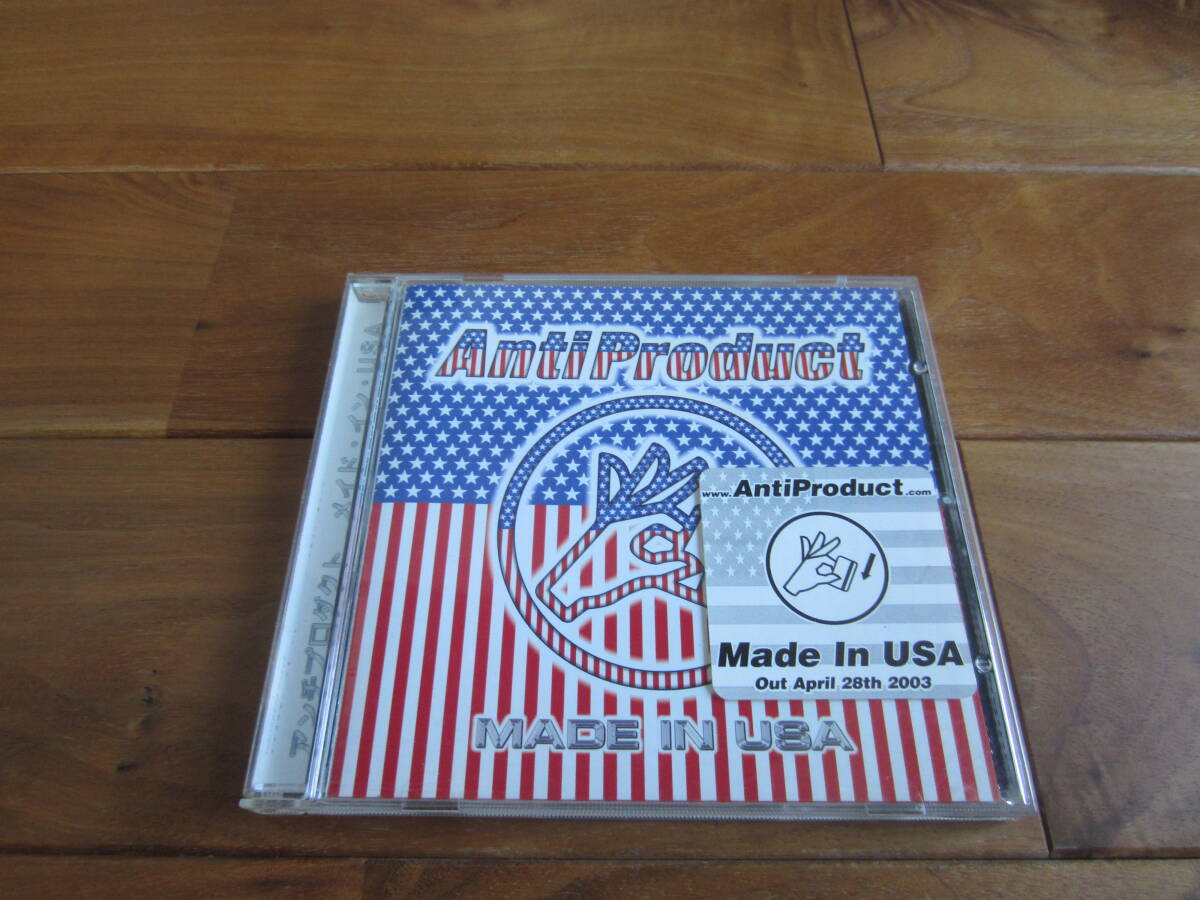 AntiProduct
MADE IN USA
www.AntiProduct.com
Made In USA
Out April 28th 2003
アンチプロダクト メイド・イン・USA